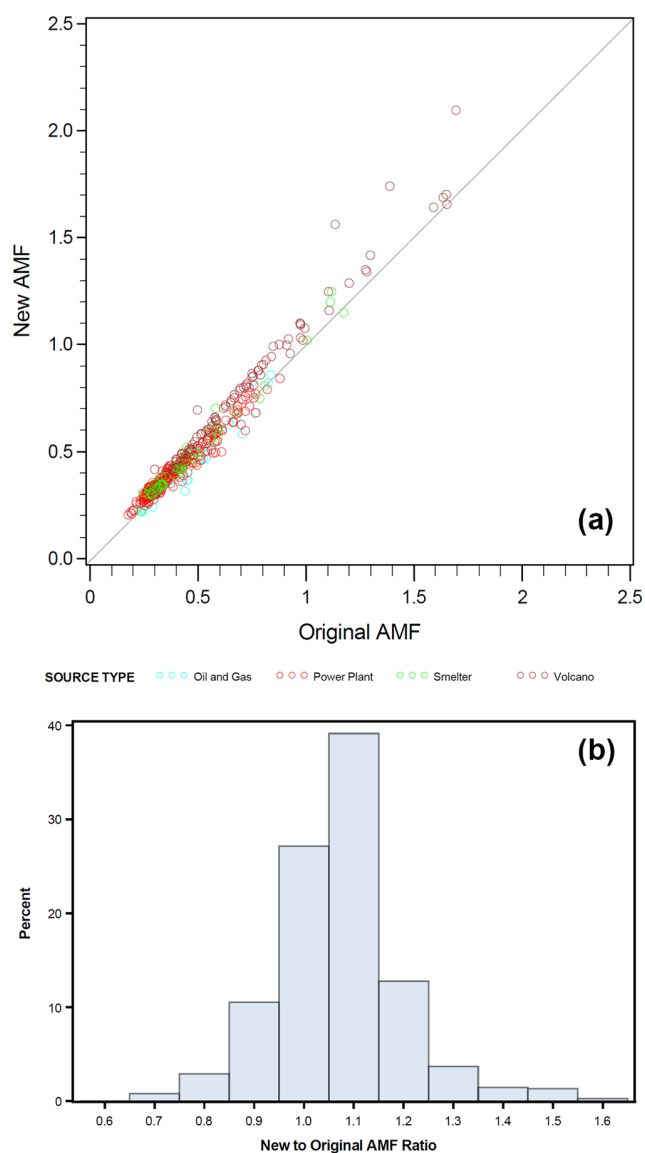 2.5
2.0
1.5
1.0
0.5
0.0
New AMF
(a)
0 0.5 1 1.5 2 2.5
Original AMF
SOURCE TYPE Oil and Gas Power Plant Smelter Volcano
40
30
20
10
0
Percent
(b)
0.6 0.7 0.8 0.9 1.0 1.1 1.2 1.3 1.4 1.5 1.6
New to Original AMF Ratio